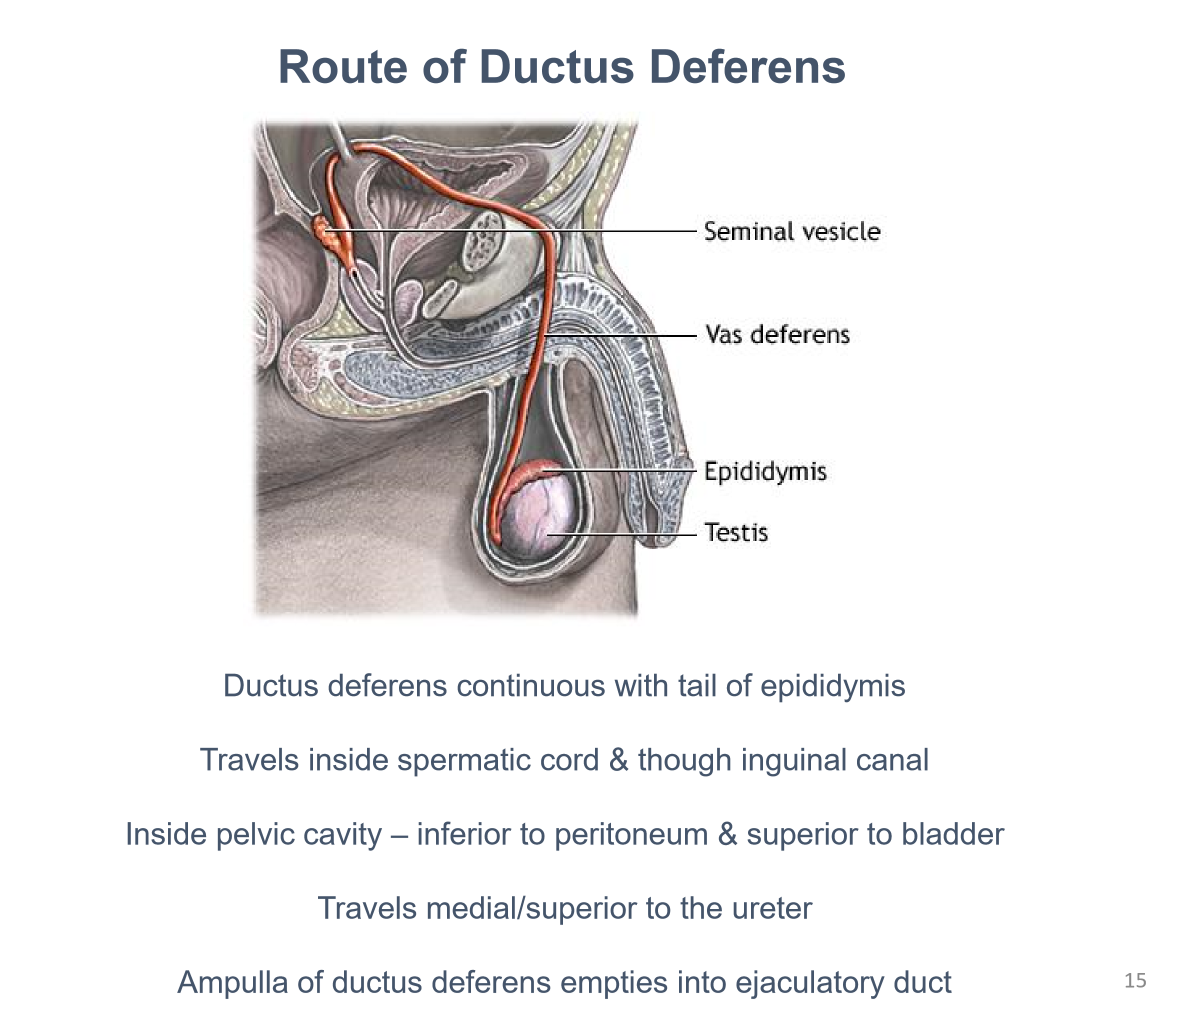 Route of Ductus Deferens
Seminal vesicle
Vas deferens
Epididymis
Testis
Ductus deferens continuous with tail of epididymis
Travels inside spermatic cord & though inguinal canal
Inside pelvic cavity – inferior to peritoneum & superior to bladder
Travels medial/superior to the ureter
Ampulla of ductus deferens empties into ejaculatory duct
15